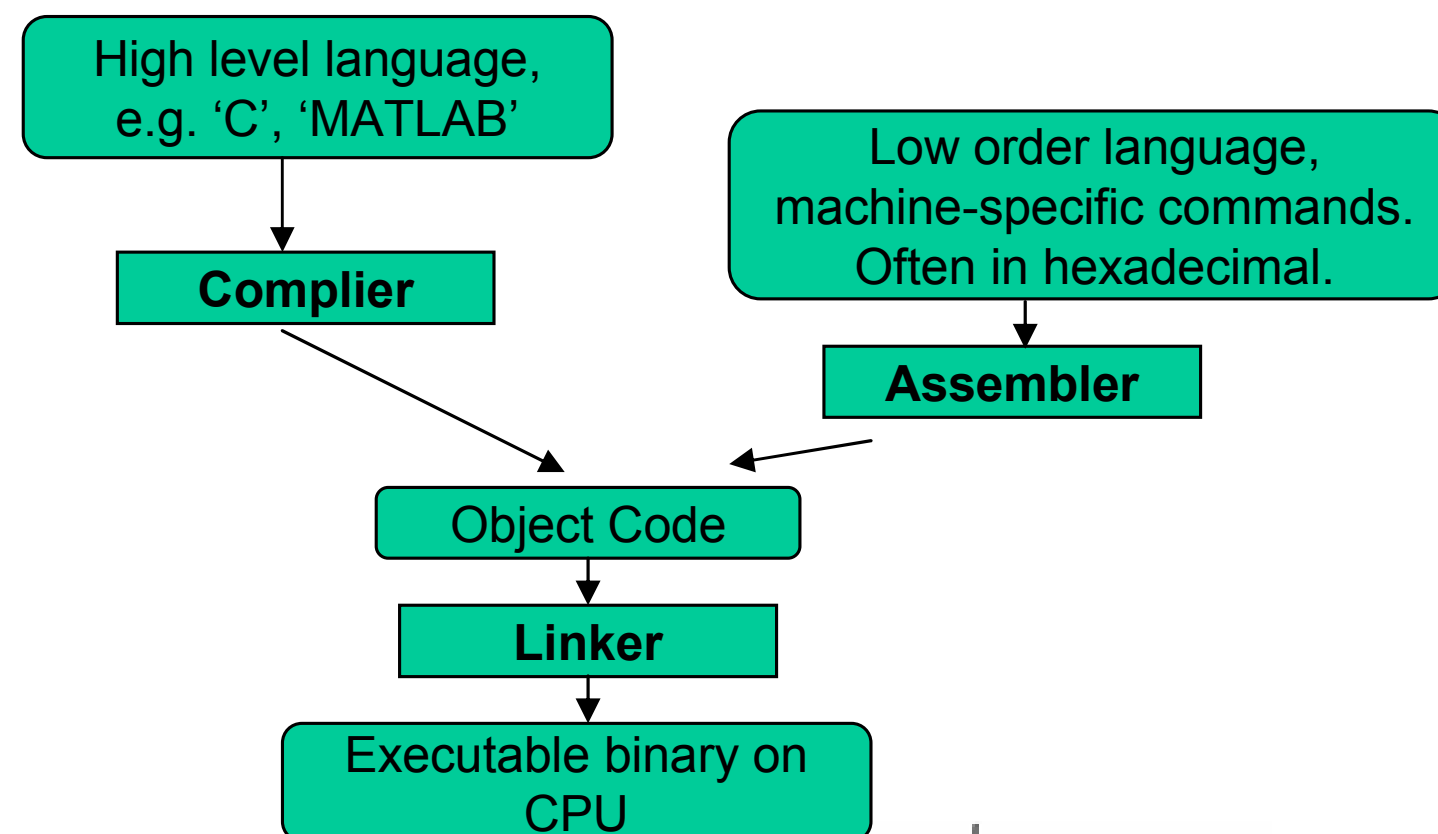 High level language,
e.g. ‘C’, ‘MATLAB’
Low order language,
machine-specific commands.
Often in hexadecimal.
Complier
Assembler
Object Code
Linker
Executable binary on
CPU